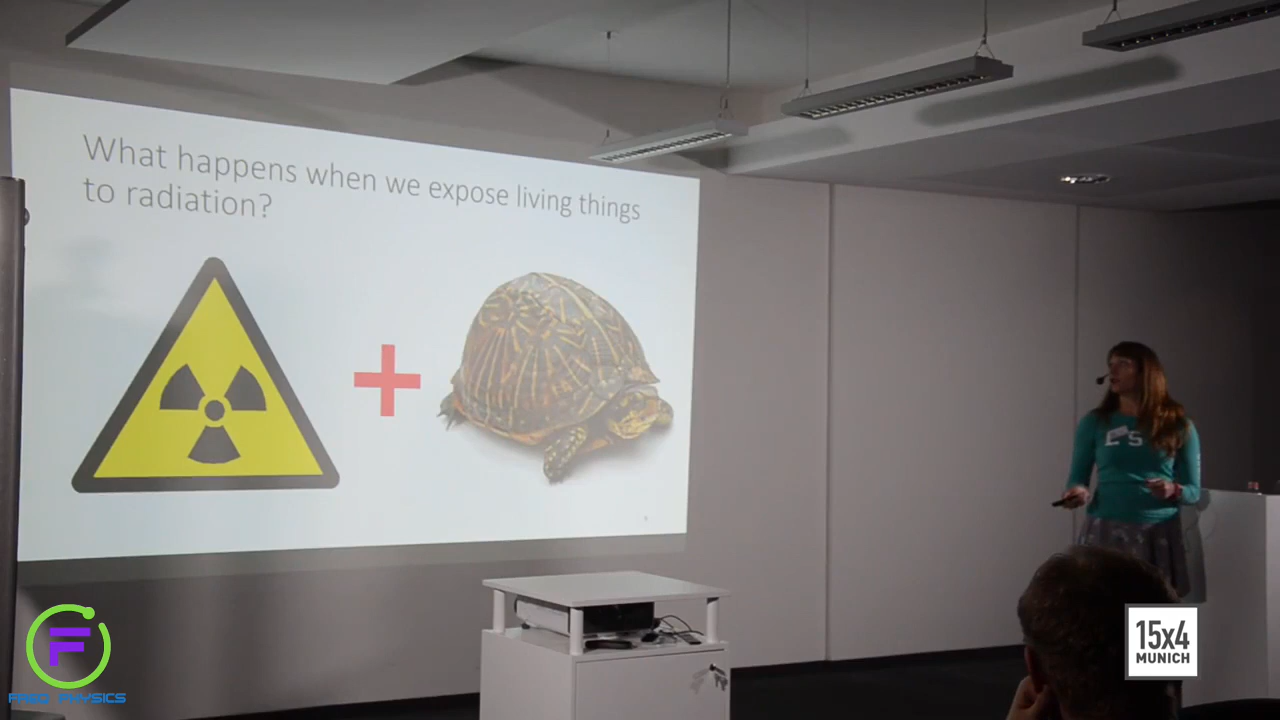 What happens when we expose living things
to radiation?
L S
15x4
MUNICH
F
FRED PHYSICS